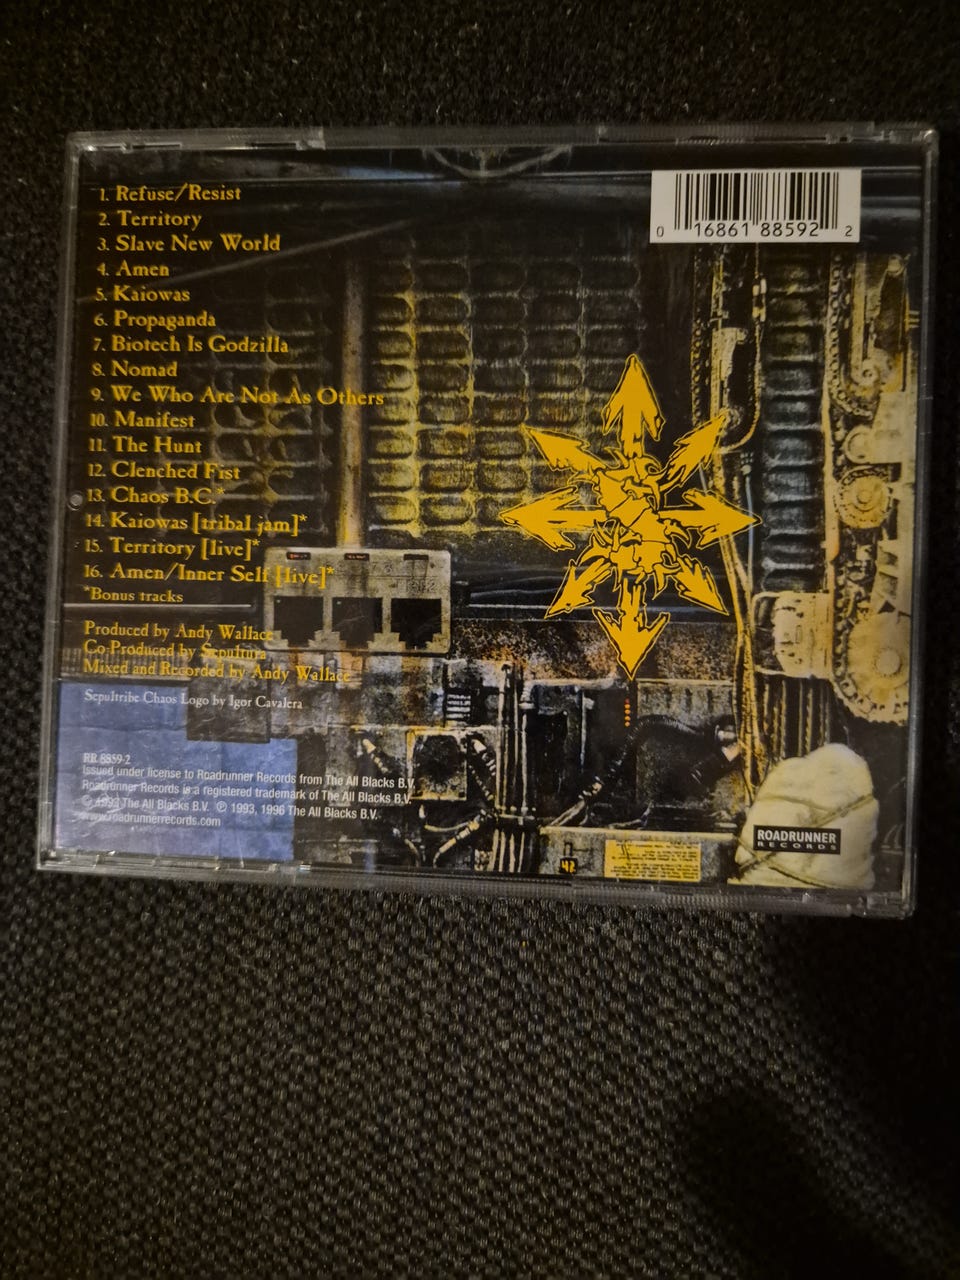 1. Refuse/Resist
2. Territory
3. Slave New World
4. Amen
5. Kaiowas
6. Propaganda
7. Biotech Is Godzilla
8. Nomad
9. We Who Are Not As Others
10. Manifest
11. The Hunt
12. Clenched Fist
13. Chaos B.C.*
14. Kaiowas [tribal jam]*
15. Territory [live]*
16. Amen/Inner Self [live]*
*Bonus tracks
Produced by Andy Wallace
Co-Produced by Sepultura
Mixed and Recorded by Andy Wallace
Sepultribe Chaos Logo by Igor Cavalera
RR 8859-2
Issued under license to Roadrunner Records from The All Blacks B.V.
Roadrunner Records is a registered trademark of The All Blacks B.V.
© 1993 The All Blacks B.V. ℗ 1993, 1996 The All Blacks B.V.
www.roadrunnerrecords.com
0 16861 88592 2
42
ROADRUNNER
RECORDS